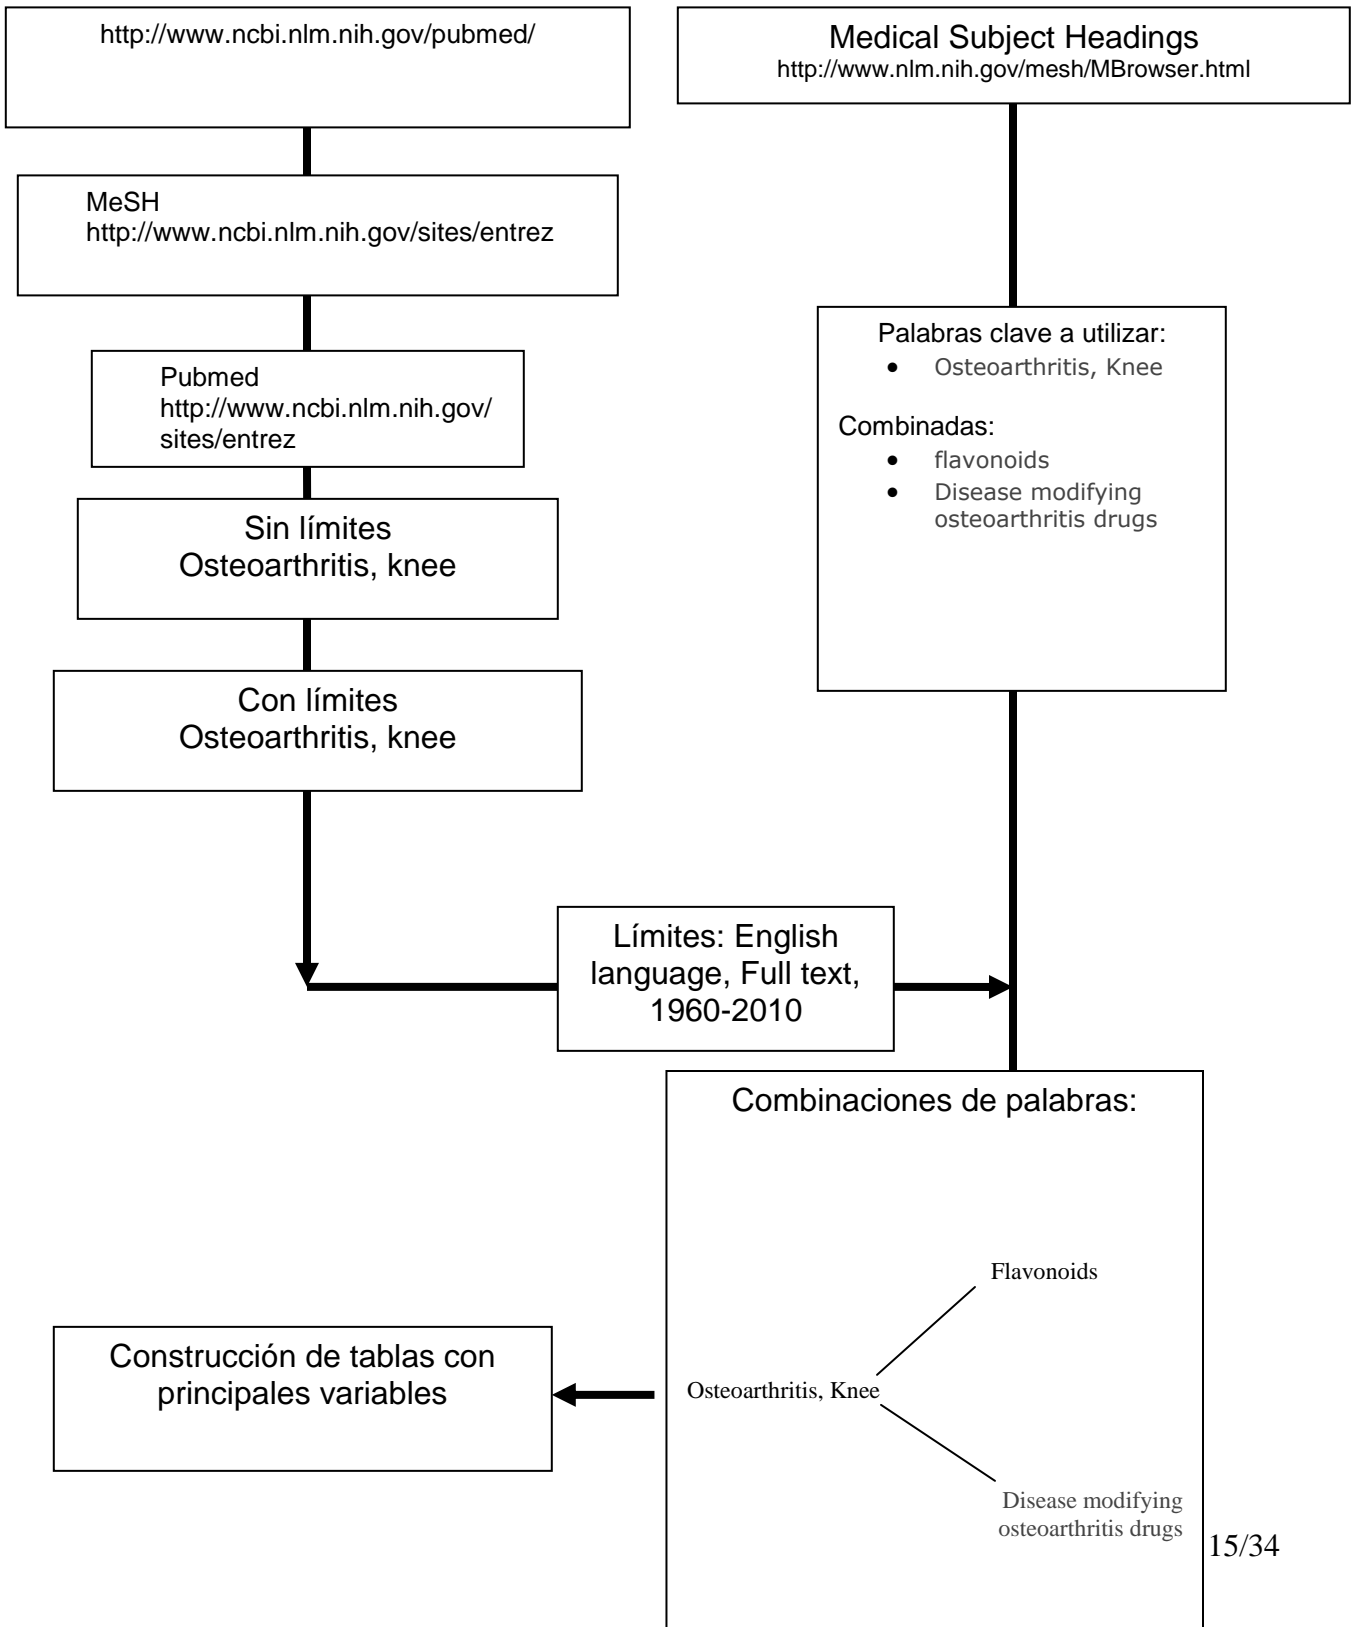 http://www.ncbi.nlm.nih.gov/pubmed/
Medical Subject Headings
http://www.nlm.nih.gov/mesh/MBrowser.html
MeSH
http://www.ncbi.nlm.nih.gov/sites/entrez
Pubmed
http://www.ncbi.nlm.nih.gov/
sites/entrez
Sin límites
Osteoarthritis, knee
Con límites
Osteoarthritis, knee
Palabras clave a utilizar:
• Osteoarthritis, Knee
Combinadas:
• flavonoids
• Disease modifying
osteoarthritis drugs
Límites: English
language, Full text,
1960-2010
Combinaciones de palabras:
Flavonoids
Osteoarthritis, Knee
Disease modifying
osteoarthritis drugs
Construcción de tablas con
principales variables
15/34